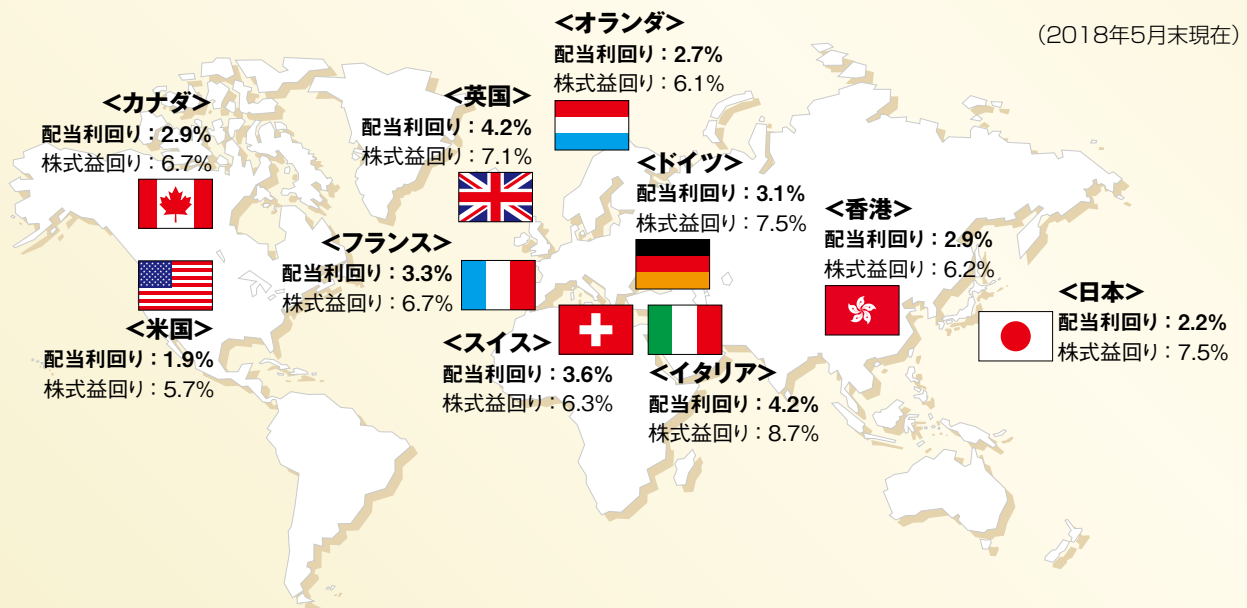 (2018年5月末現在)
<オランダ>
配当利回り:2.7%
株式益回り:6.1%
<カナダ>
配当利回り:2.9%
株式益回り:6.7%
<英国>
配当利回り:4.2%
株式益回り:7.1%
<ドイツ>
配当利回り:3.1%
株式益回り:7.5%
<香港>
配当利回り:2.9%
株式益回り:6.2%
<フランス>
配当利回り:3.3%
株式益回り:6.7%
<日本>
配当利回り:2.2%
株式益回り:7.5%
<米国>
配当利回り:1.9%
株式益回り:5.7%
<スイス>
配当利回り:3.6%
株式益回り:6.3%
<イタリア>
配当利回り:4.2%
株式益回り:8.7%